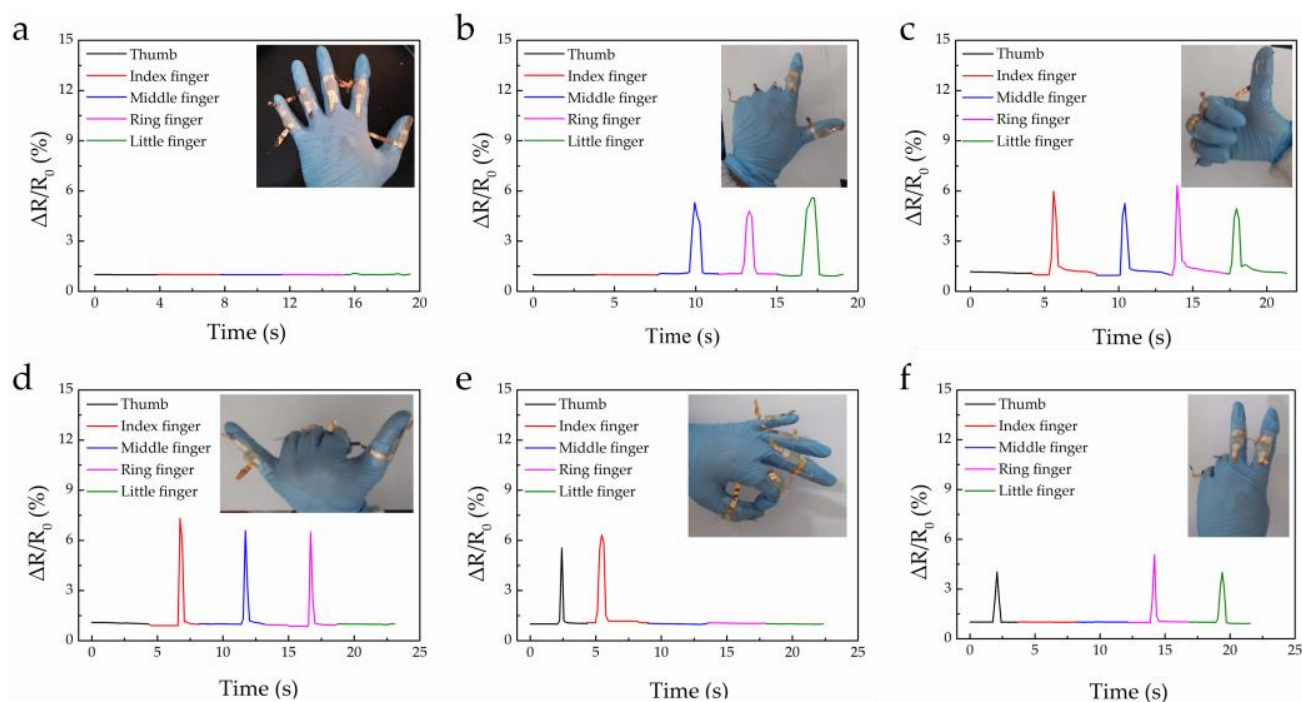 a
15
12
9
6
3
0
ΔR/R0 (%)
Thumb
Index finger
Middle finger
Ring finger
Little finger
0 4 8 12 16 20
Time (s)
b
15
12
9
6
3
0
ΔR/R0 (%)
Thumb
Index finger
Middle finger
Ring finger
Little finger
0 5 10 15 20
Time (s)
c
15
12
9
6
3
0
ΔR/R0 (%)
Thumb
Index finger
Middle finger
Ring finger
Little finger
0 5 10 15 20
Time (s)
d
15
12
9
6
3
0
ΔR/R0 (%)
Thumb
Index finger
Middle finger
Ring finger
Little finger
0 5 10 15 20 25
Time (s)
e
15
12
9
6
3
0
ΔR/R0 (%)
Thumb
Index finger
Middle finger
Ring finger
Little finger
0 5 10 15 20 25
Time (s)
f
15
12
9
6
3
0
ΔR/R0 (%)
Thumb
Index finger
Middle finger
Ring finger
Little finger
0 5 10 15 20 25
Time (s)